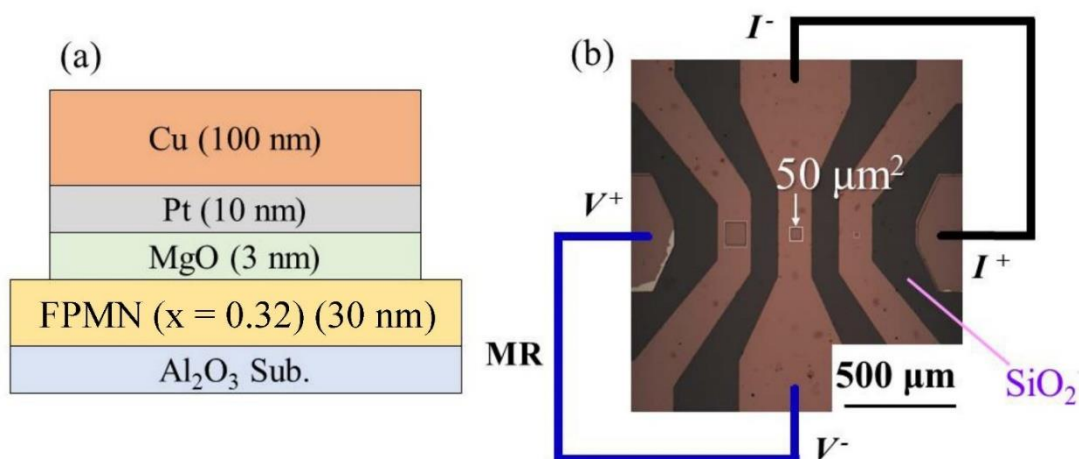 (a)
Cu (100 nm)
Pt (10 nm)
MgO (3 nm)
FPMN (x = 0.32) (30 nm)
Al₂O₃ Sub.
(b)
I⁻
50 μm²
V⁺
I⁺
MR
500 μm
SiO₂
V⁻